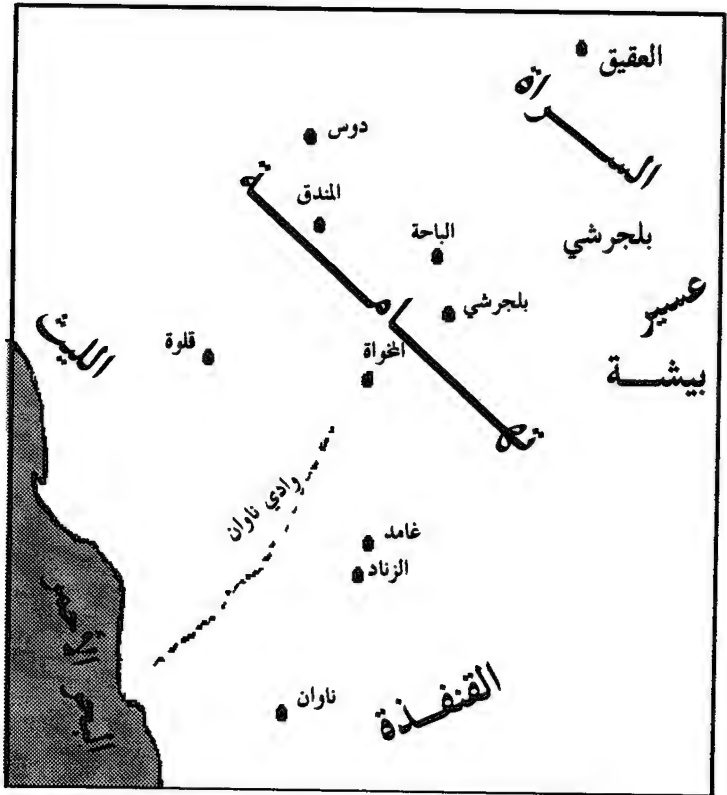 العقيق
السراة
دوس
المندق
الباحة
بلجرشي
بلجرشي
عسير
بيشة
تهامة
الليث
قلوة
المخواة
وادي ناوان
غامد
الزناد
البحر الأحمر
ناوان
القنفذة